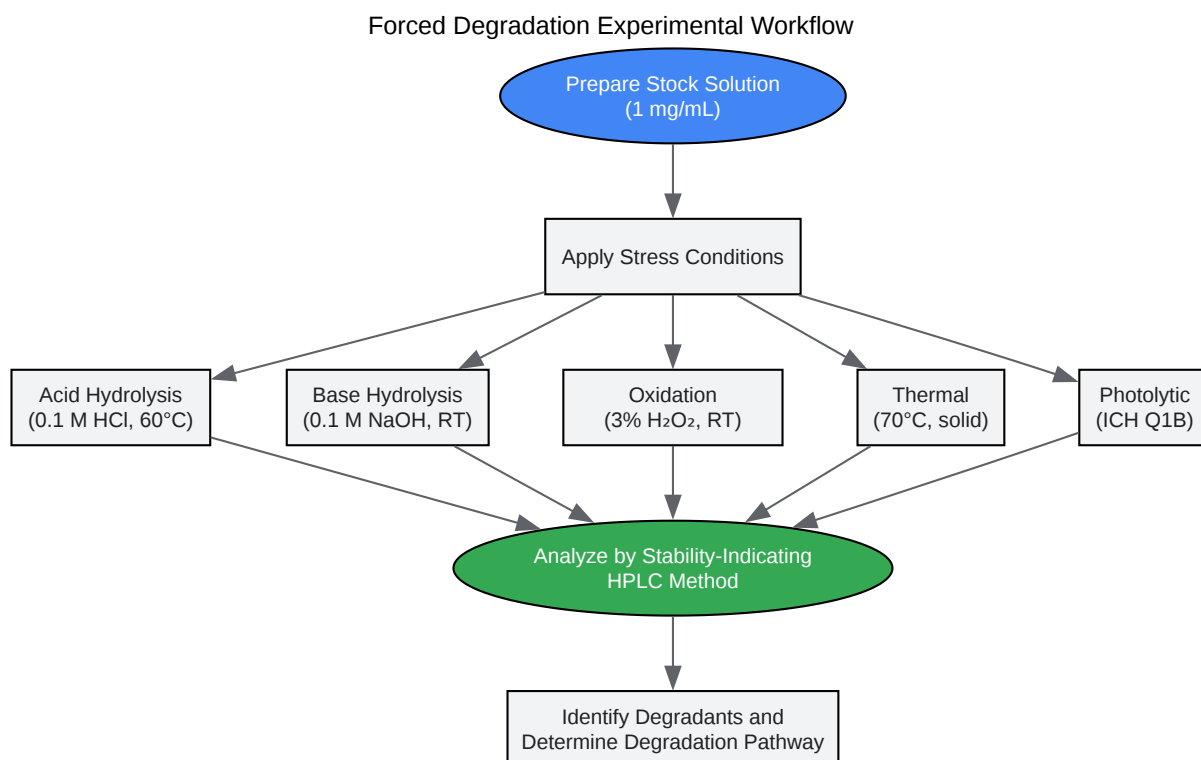 Forced Degradation Experimental Workflow
Prepare Stock Solution
(1 mg/mL)
Apply Stress Conditions
Acid Hydrolysis
(0.1 M HCl, 60°C)
Base Hydrolysis
(0.1 M NaOH, RT)
Oxidation
(3% H₂O₂, RT)
Thermal
(70°C, solid)
Photolytic
(ICH Q1B)
Analyze by Stability-Indicating
HPLC Method
Identify Degradants and
Determine Degradation Pathway